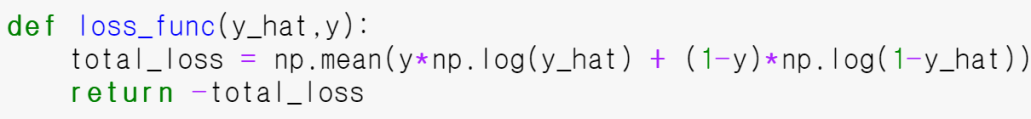 def loss_func(y_hat,y):
    total_loss = np.mean(y*np.log(y_hat) + (1-y)*np.log(1-y_hat))
    return -total_loss